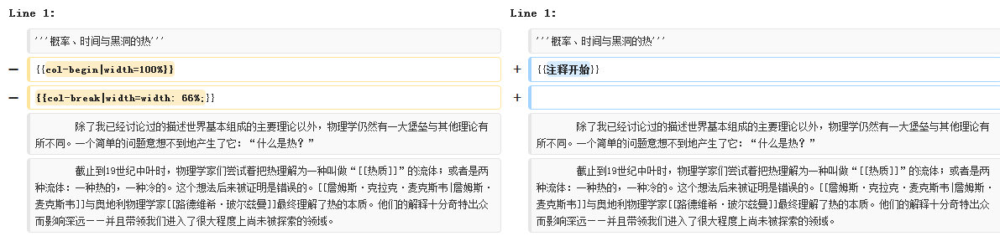 Line 1:
'''概率、时间与黑洞的热'''
− {{col-begin|width=100%}}
− {{col-break|width=width: 66%;}}
除了我已经讨论过的描述世界基本组成的主要理论以外，物理学仍然有一大堡垒与其他理论有
所不同。一个简单的问题意想不到地产生了它：“什么是热？”
截止到19世纪中叶时，物理学家们尝试着把热理解为一种叫做“[[热质]]”的流体；或者是两
种流体：一种热的，一种冷的。这个想法后来被证明是错误的。[[詹姆斯·克拉克·麦克斯韦|詹姆斯·
麦克斯韦]]与奥地利物理学家[[路德维希·玻尔兹曼]]最终理解了热的本质。他们的解释十分奇特出众
而影响深远——并且带领我们进入了很大程度上尚未被探索的领域。
Line 1:
'''概率、时间与黑洞的热'''
+ {{注释开始}}
+
除了我已经讨论过的描述世界基本组成的主要理论以外，物理学仍然有一大堡垒与其他理论有
所不同。一个简单的问题意想不到地产生了它：“什么是热？”
截止到19世纪中叶时，物理学家们尝试着把热理解为一种叫做“[[热质]]”的流体；或者是两
种流体：一种热的，一种冷的。这个想法后来被证明是错误的。[[詹姆斯·克拉克·麦克斯韦|詹姆斯·
麦克斯韦]]与奥地利物理学家[[路德维希·玻尔兹曼]]最终理解了热的本质。他们的解释十分奇特出众
而影响深远——并且带领我们进入了很大程度上尚未被探索的领域。